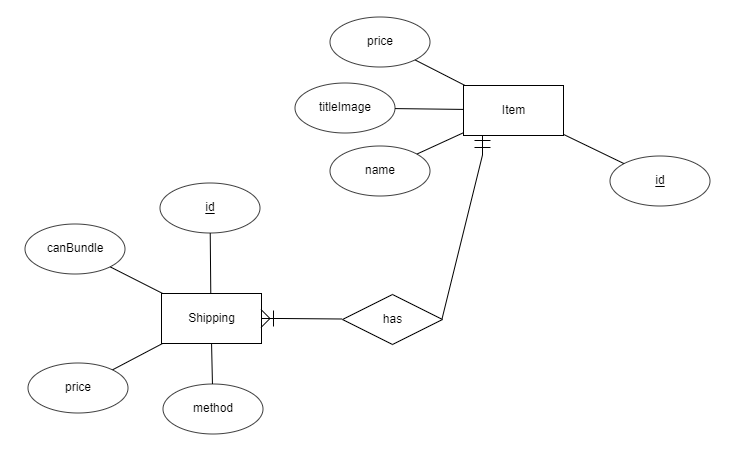 price
titleImage
Item
name
id
id
canBundle
Shipping
has
price
method